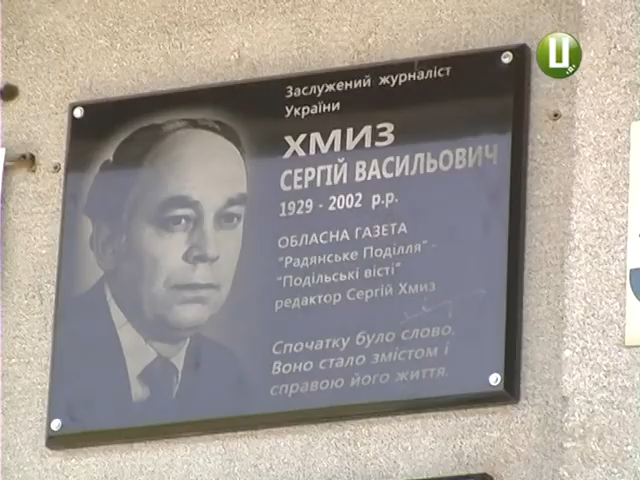 Заслужений журналіст
України
ХМИЗ
СЕРГІЙ ВАСИЛЬОВИЧ
1929 - 2002 р.р.
ОБЛАСНА ГАЗЕТА
"Радянське Поділля" -
"Подільські вісті"
редактор Сергій Хмиз
Спочатку було слово.
Воно стало змістом і
справою його життя.
Ц